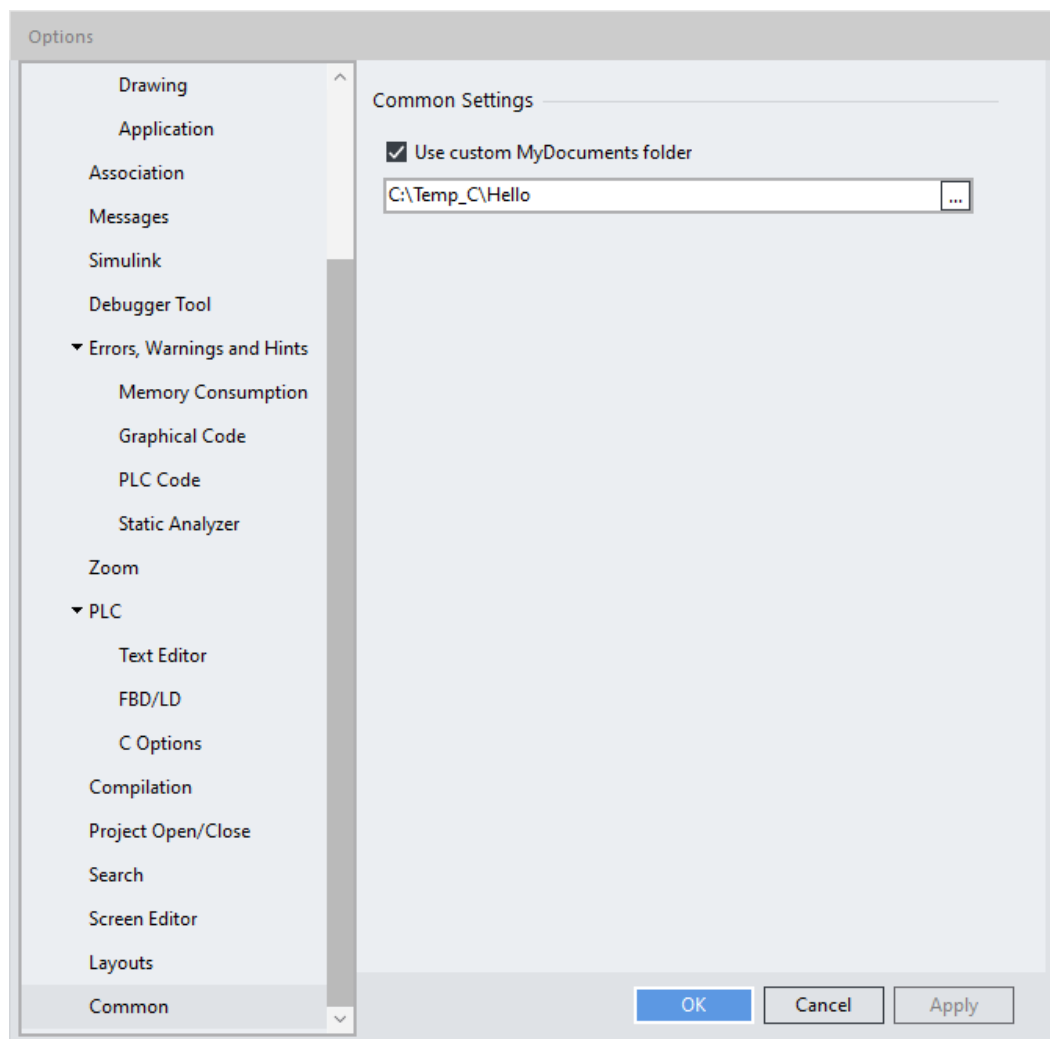 Options
Drawing
Application
Association
Messages
Simulink
Debugger Tool
Errors, Warnings and Hints
Memory Consumption
Graphical Code
PLC Code
Static Analyzer
Zoom
PLC
Text Editor
FBD/LD
C Options
Compilation
Project Open/Close
Search
Screen Editor
Layouts
Common
Common Settings
Use custom MyDocuments folder
C:\Temp_C\Hello ...
OK Cancel Apply